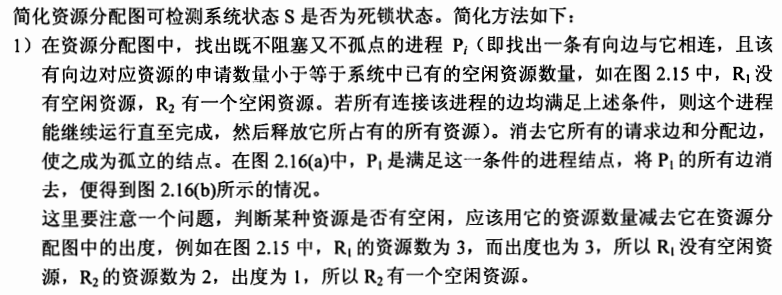 简化资源分配图可检测系统状态 S 是否为死锁状态。简化方法如下：
1）在资源分配图中，找出既不阻塞又不孤点的进程 Pi（即找出一条有向边与它相连，且该
有向边对应资源的申请数量小于等于系统中已有的空闲资源数量，如在图 2.15 中，R1 没
有空闲资源，R2 有一个空闲资源。若所有连接该进程的边均满足上述条件，则这个进程
能继续运行直至完成，然后释放它所占有的所有资源）。消去它所有的请求边和分配边，
使之成为孤立的结点。在图 2.16(a)中，P1 是满足这一条件的进程结点，将 P1 的所有边消
去，便得到图 2.16(b)所示的情况。
这里要注意一个问题，判断某种资源是否有空闲，应该用它的资源数量减去它在资源分
配图中的出度，例如在图 2.15 中，R1 的资源数为 3，而出度也为 3，所以 R1 没有空闲资
源，R2 的资源数为 2，出度为 1，所以 R2 有一个空闲资源。